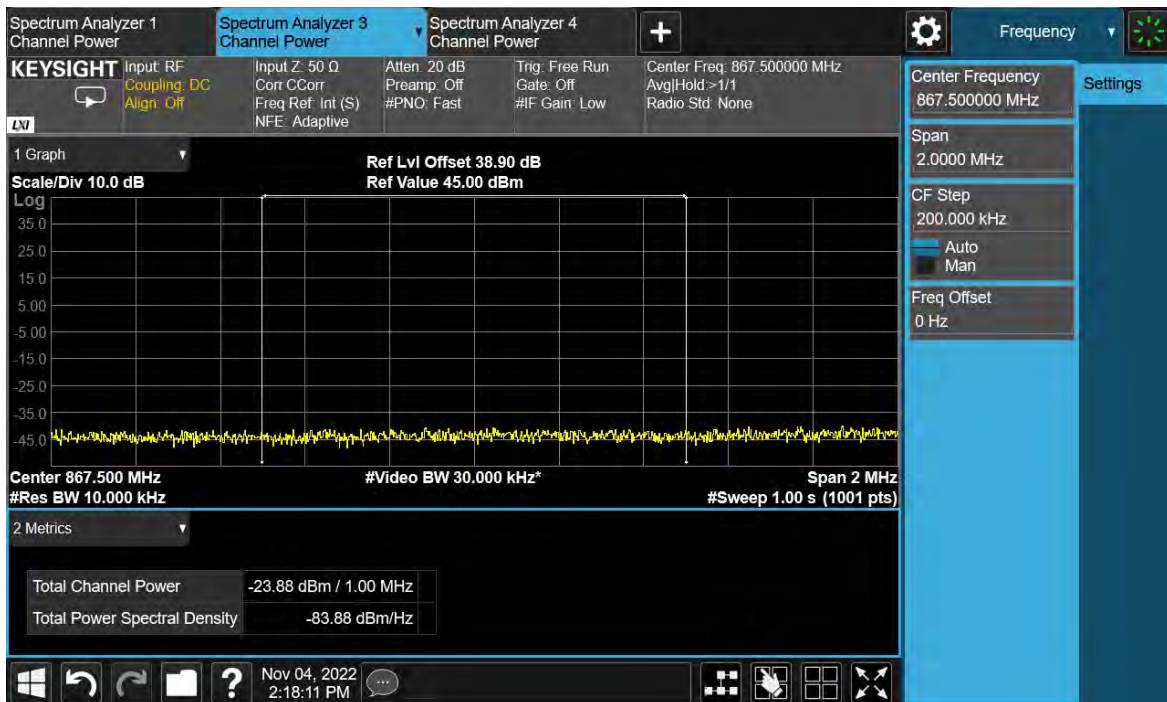 Spectrum Analyzer 1
Channel Power
Spectrum Analyzer 3
Channel Power
Spectrum Analyzer 4
Channel Power
+
Frequency
KEYSIGHT
LXI
Input: RF
Coupling: DC
Align: Off
Input Z: 50 Ω
Corr CCorr
Freq Ref: Int (S)
NFE: Adaptive
Atten: 20 dB
Preamp: Off
#PNO: Fast
Trig: Free Run
Gate: Off
#IF Gain: Low
Center Freq: 867.500000 MHz
Avg|Hold:>1/1
Radio Std: None
Center Frequency
867.500000 MHz
Settings
Span
2.0000 MHz
CF Step
200.000 kHz
Auto
Man
Freq Offset
0 Hz
1 Graph
Scale/Div 10.0 dB
Ref Lvl Offset 38.90 dB
Ref Value 45.00 dBm
Log
35.0
25.0
15.0
5.00
-5.00
-15.0
-25.0
-35.0
-45.0
Center 867.500 MHz
#Video BW 30.000 kHz*
Span 2 MHz
#Res BW 10.000 kHz
#Sweep 1.00 s (1001 pts)
2 Metrics
Total Channel Power -23.88 dBm / 1.00 MHz
Total Power Spectral Density -83.88 dBm/Hz
?
Nov 04, 2022
2:18:11 PM